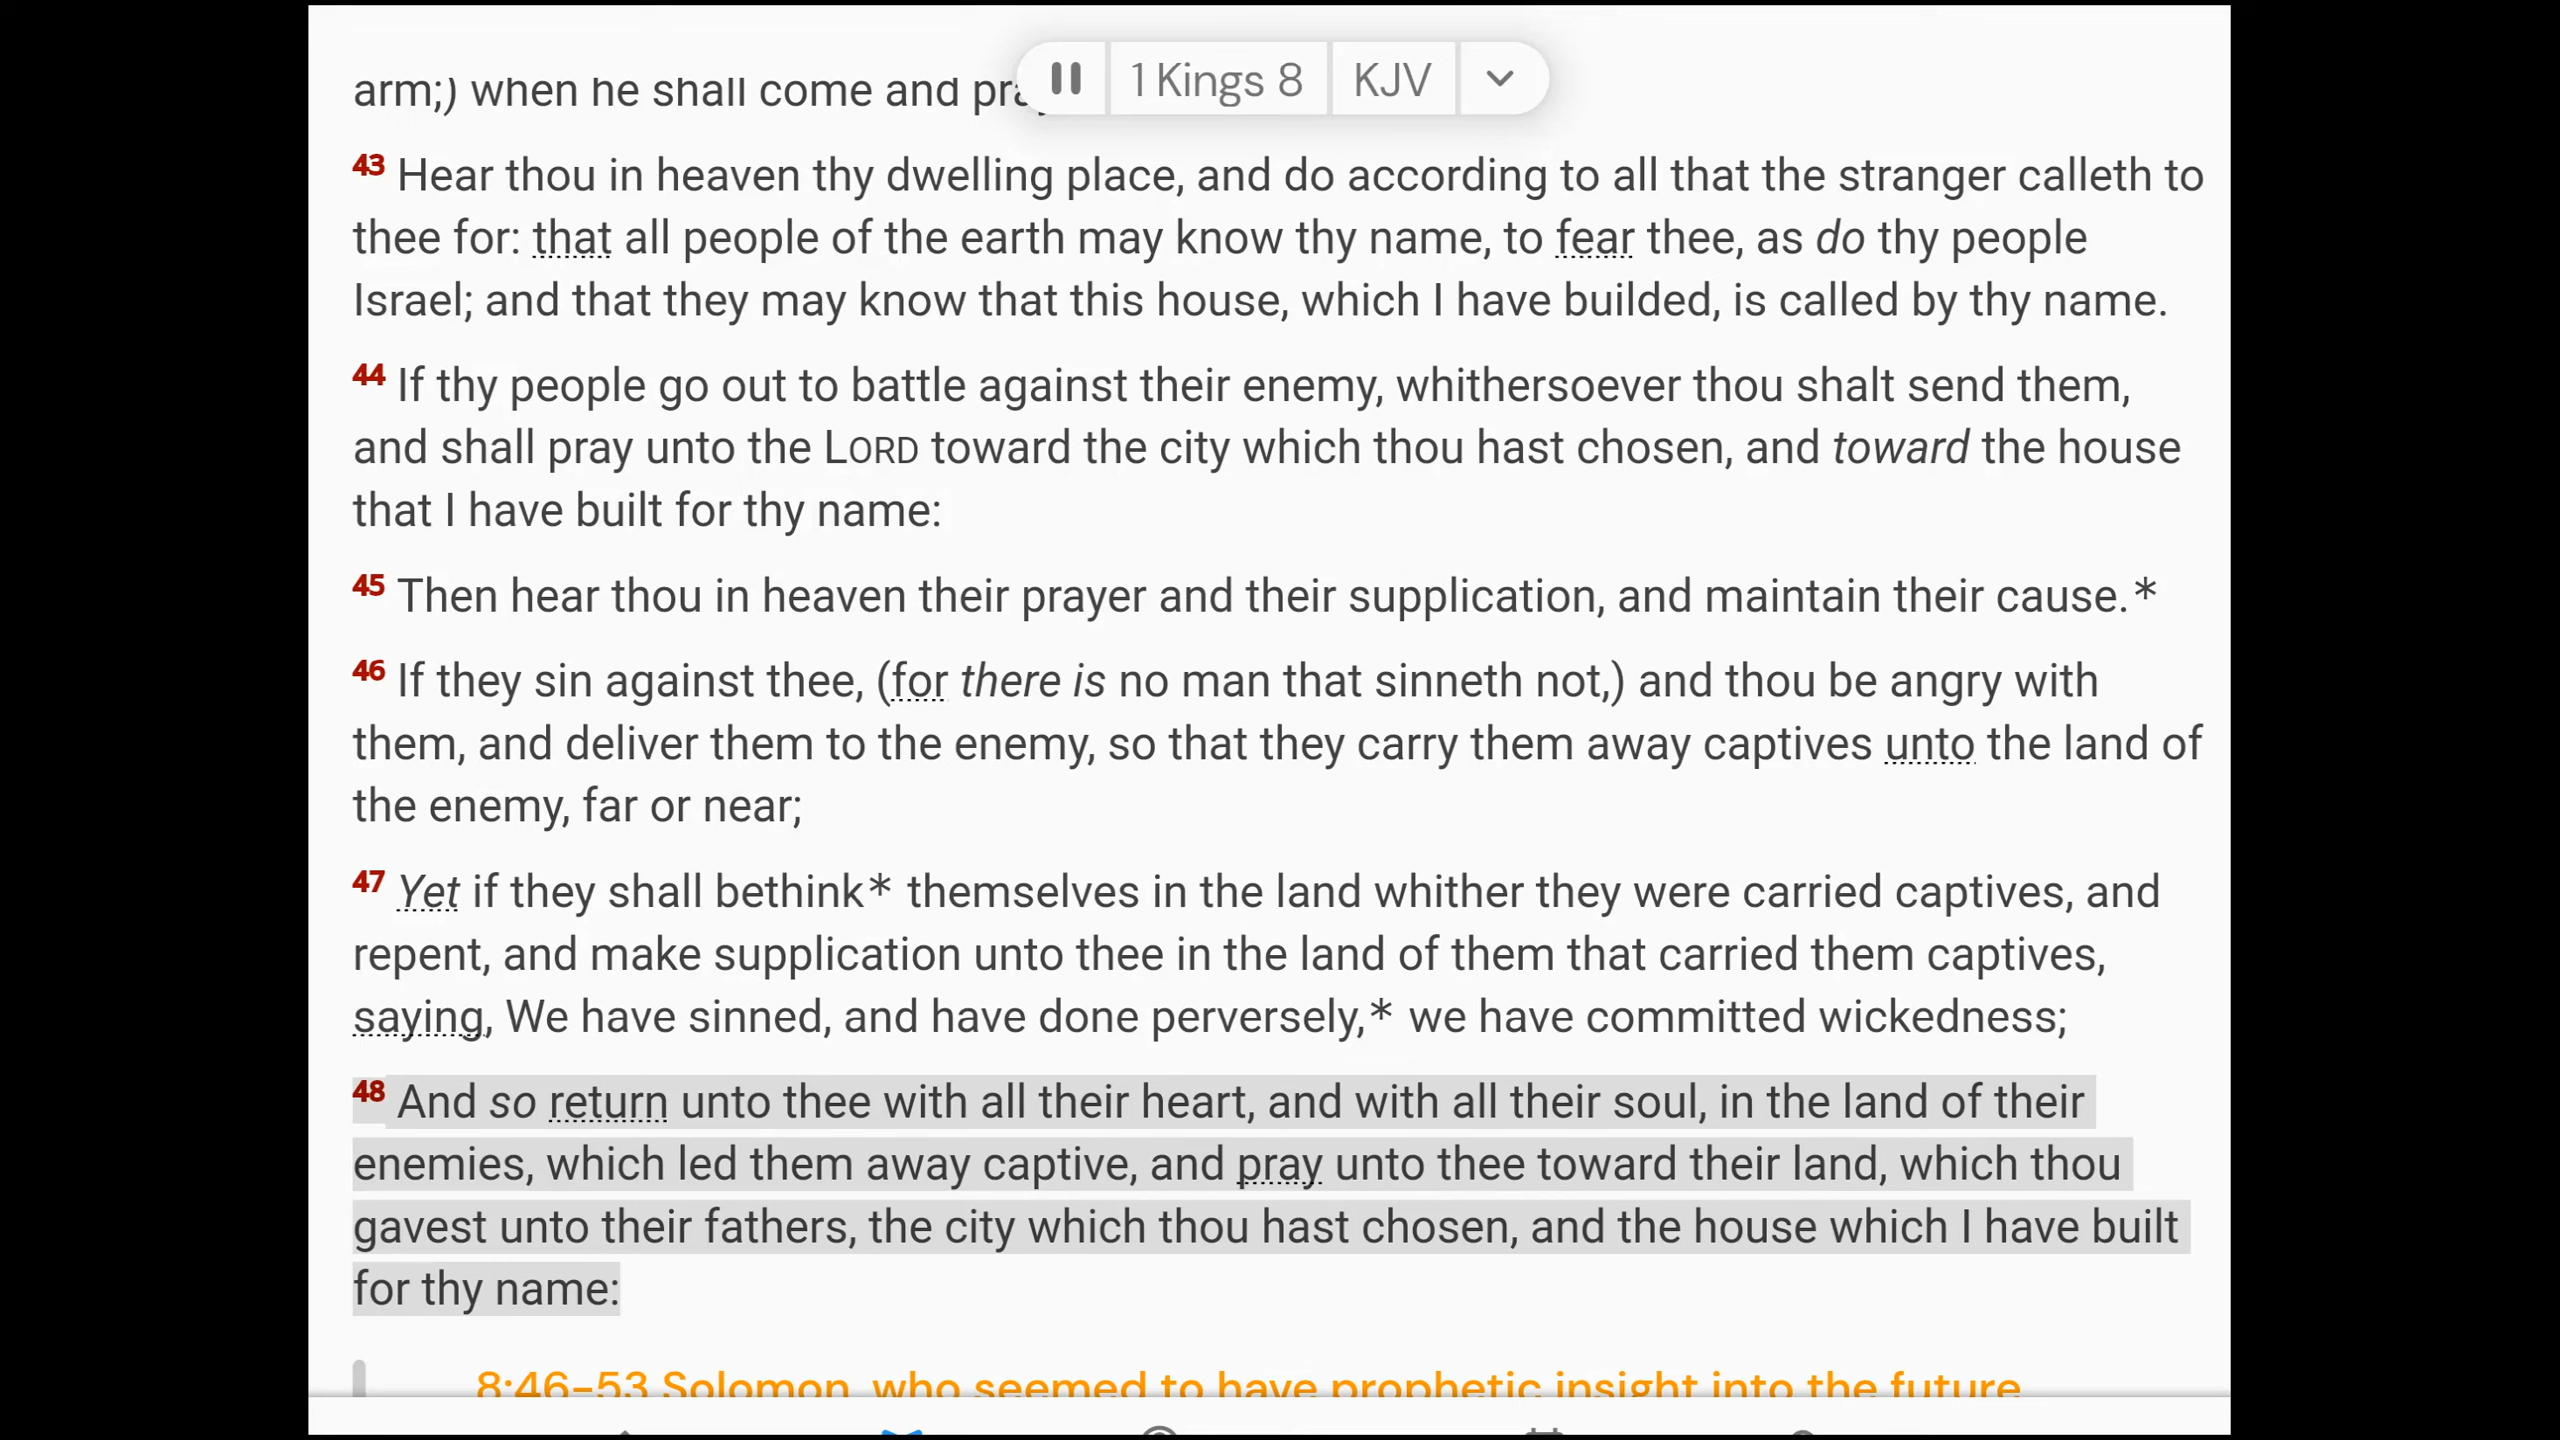 1 Kings 8 KJV
arm;) when he shall come and
43 Hear thou in heaven thy dwelling place, and do according to all that the stranger calleth to
thee for: that all people of the earth may know thy name, to fear thee, as do thy people
Israel; and that they may know that this house, which I have builded, is called by thy name.
44 If thy people go out to battle against their enemy, whithersoever thou shalt send them,
and shall pray unto the LORD toward the city which thou hast chosen, and toward the house
that I have built for thy name:
45 Then hear thou in heaven their prayer and their supplication, and maintain their cause.*
46 If they sin against thee, (for there is no man that sinneth not,) and thou be angry with
them, and deliver them to the enemy, so that they carry them away captives unto the land of
the enemy, far or near;
47 Yet if they shall bethink* themselves in the land whither they were carried captives, and
repent, and make supplication unto thee in the land of them that carried them captives,
saying, We have sinned, and have done perversely,* we have committed wickedness;
48 And so return unto thee with all their heart, and with all their soul, in the land of their
enemies, which led them away captive, and pray unto thee toward their land, which thou
gavest unto their fathers, the city which thou hast chosen, and the house which I have built
for thy name:
8:46–53 Solomon, who seemed to have prophetic insight into the future